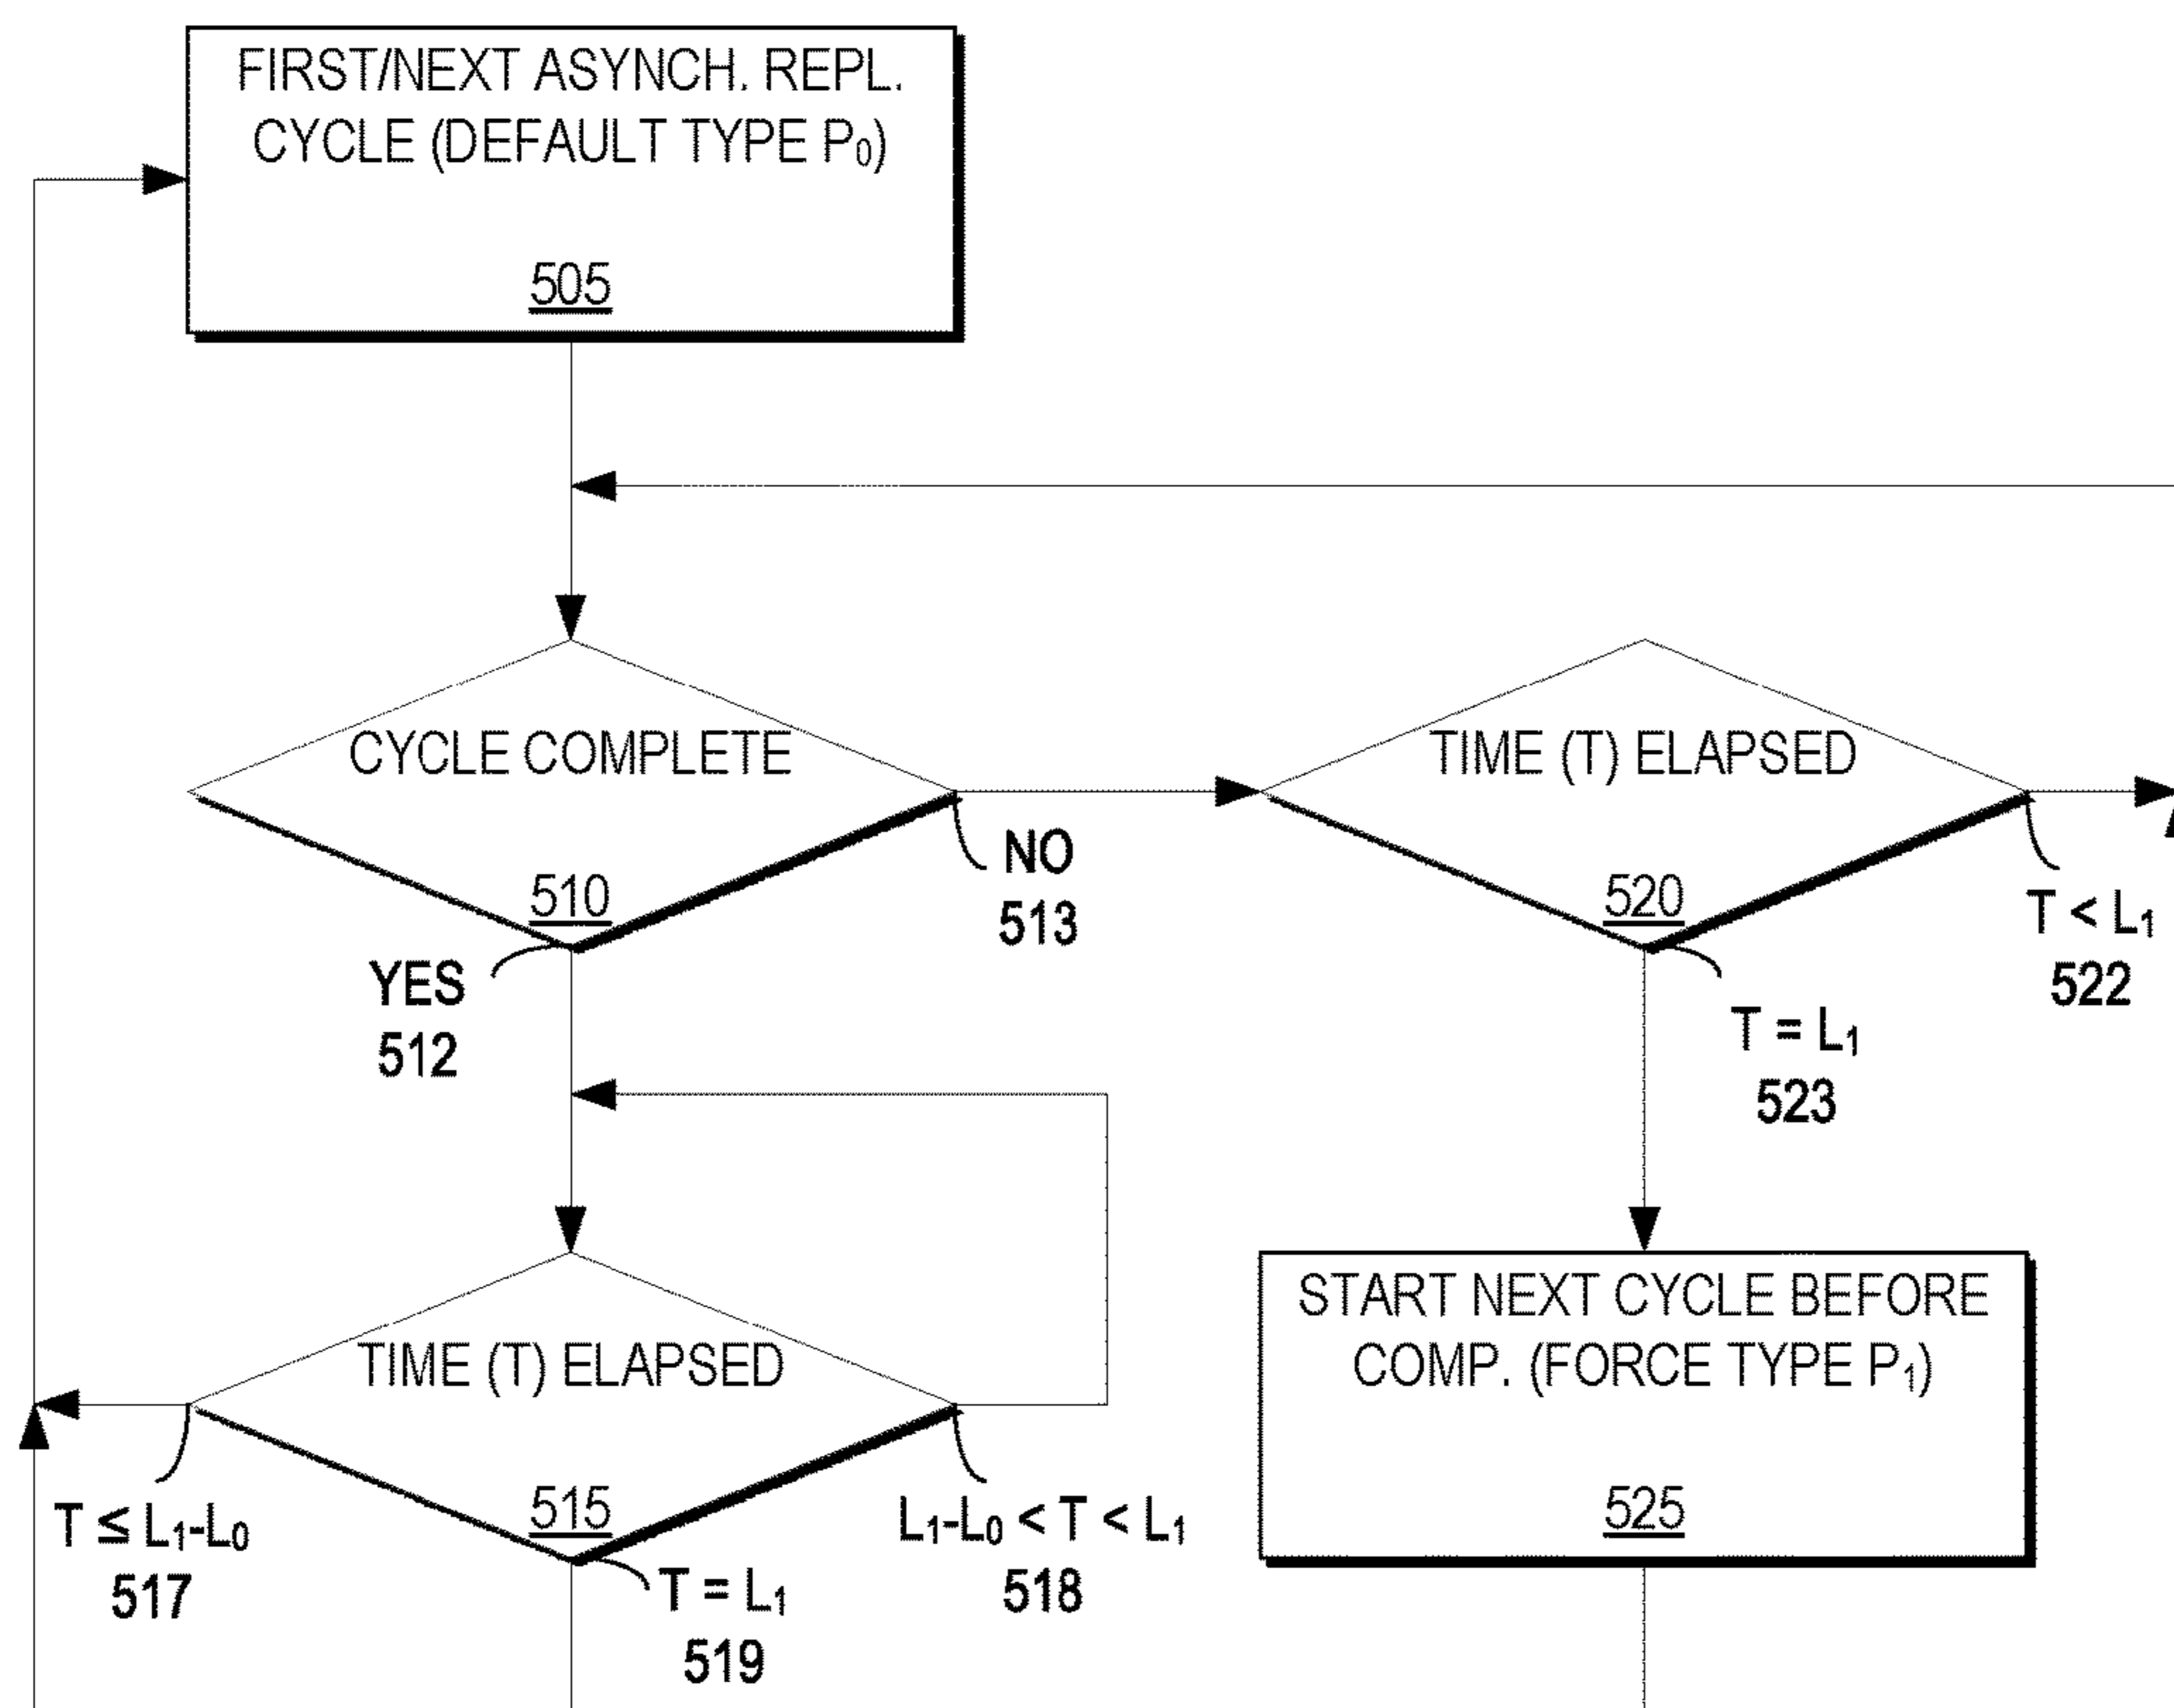 FIRST/NEXT ASYNCH. REPL.
CYCLE (DEFAULT TYPE P₀)
505
CYCLE COMPLETE
510
NO
513
YES
512
TIME (T) ELAPSED
520
T < L₁
522
T = L₁
523
TIME (T) ELAPSED
515
T ≤ L₁-L₀
517
L₁-L₀ < T < L₁
518
T = L₁
519
START NEXT CYCLE BEFORE
COMP. (FORCE TYPE P₁)
525